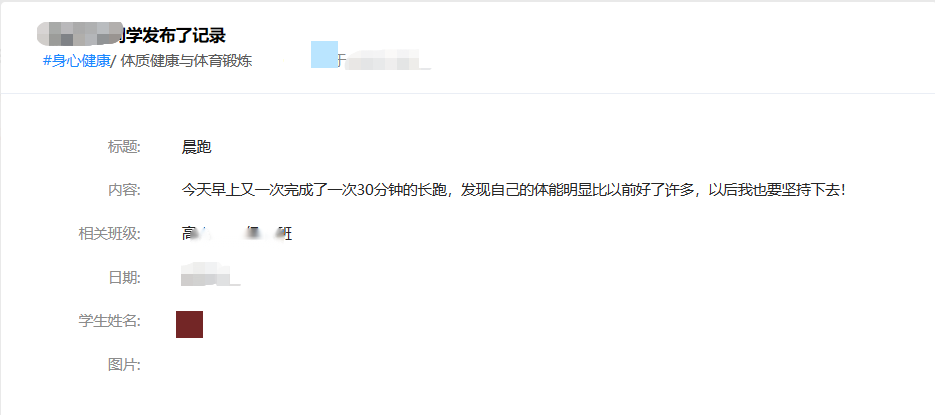 同学发布了记录
#身心健康/ 体质健康与体育锻炼
于
标题: 晨跑
内容: 今天早上又一次完成了一次30分钟的长跑，发现自己的体能明显比以前好了许多，以后我也要坚持下去！
相关班级: 高 班
日期:
学生姓名:
图片: